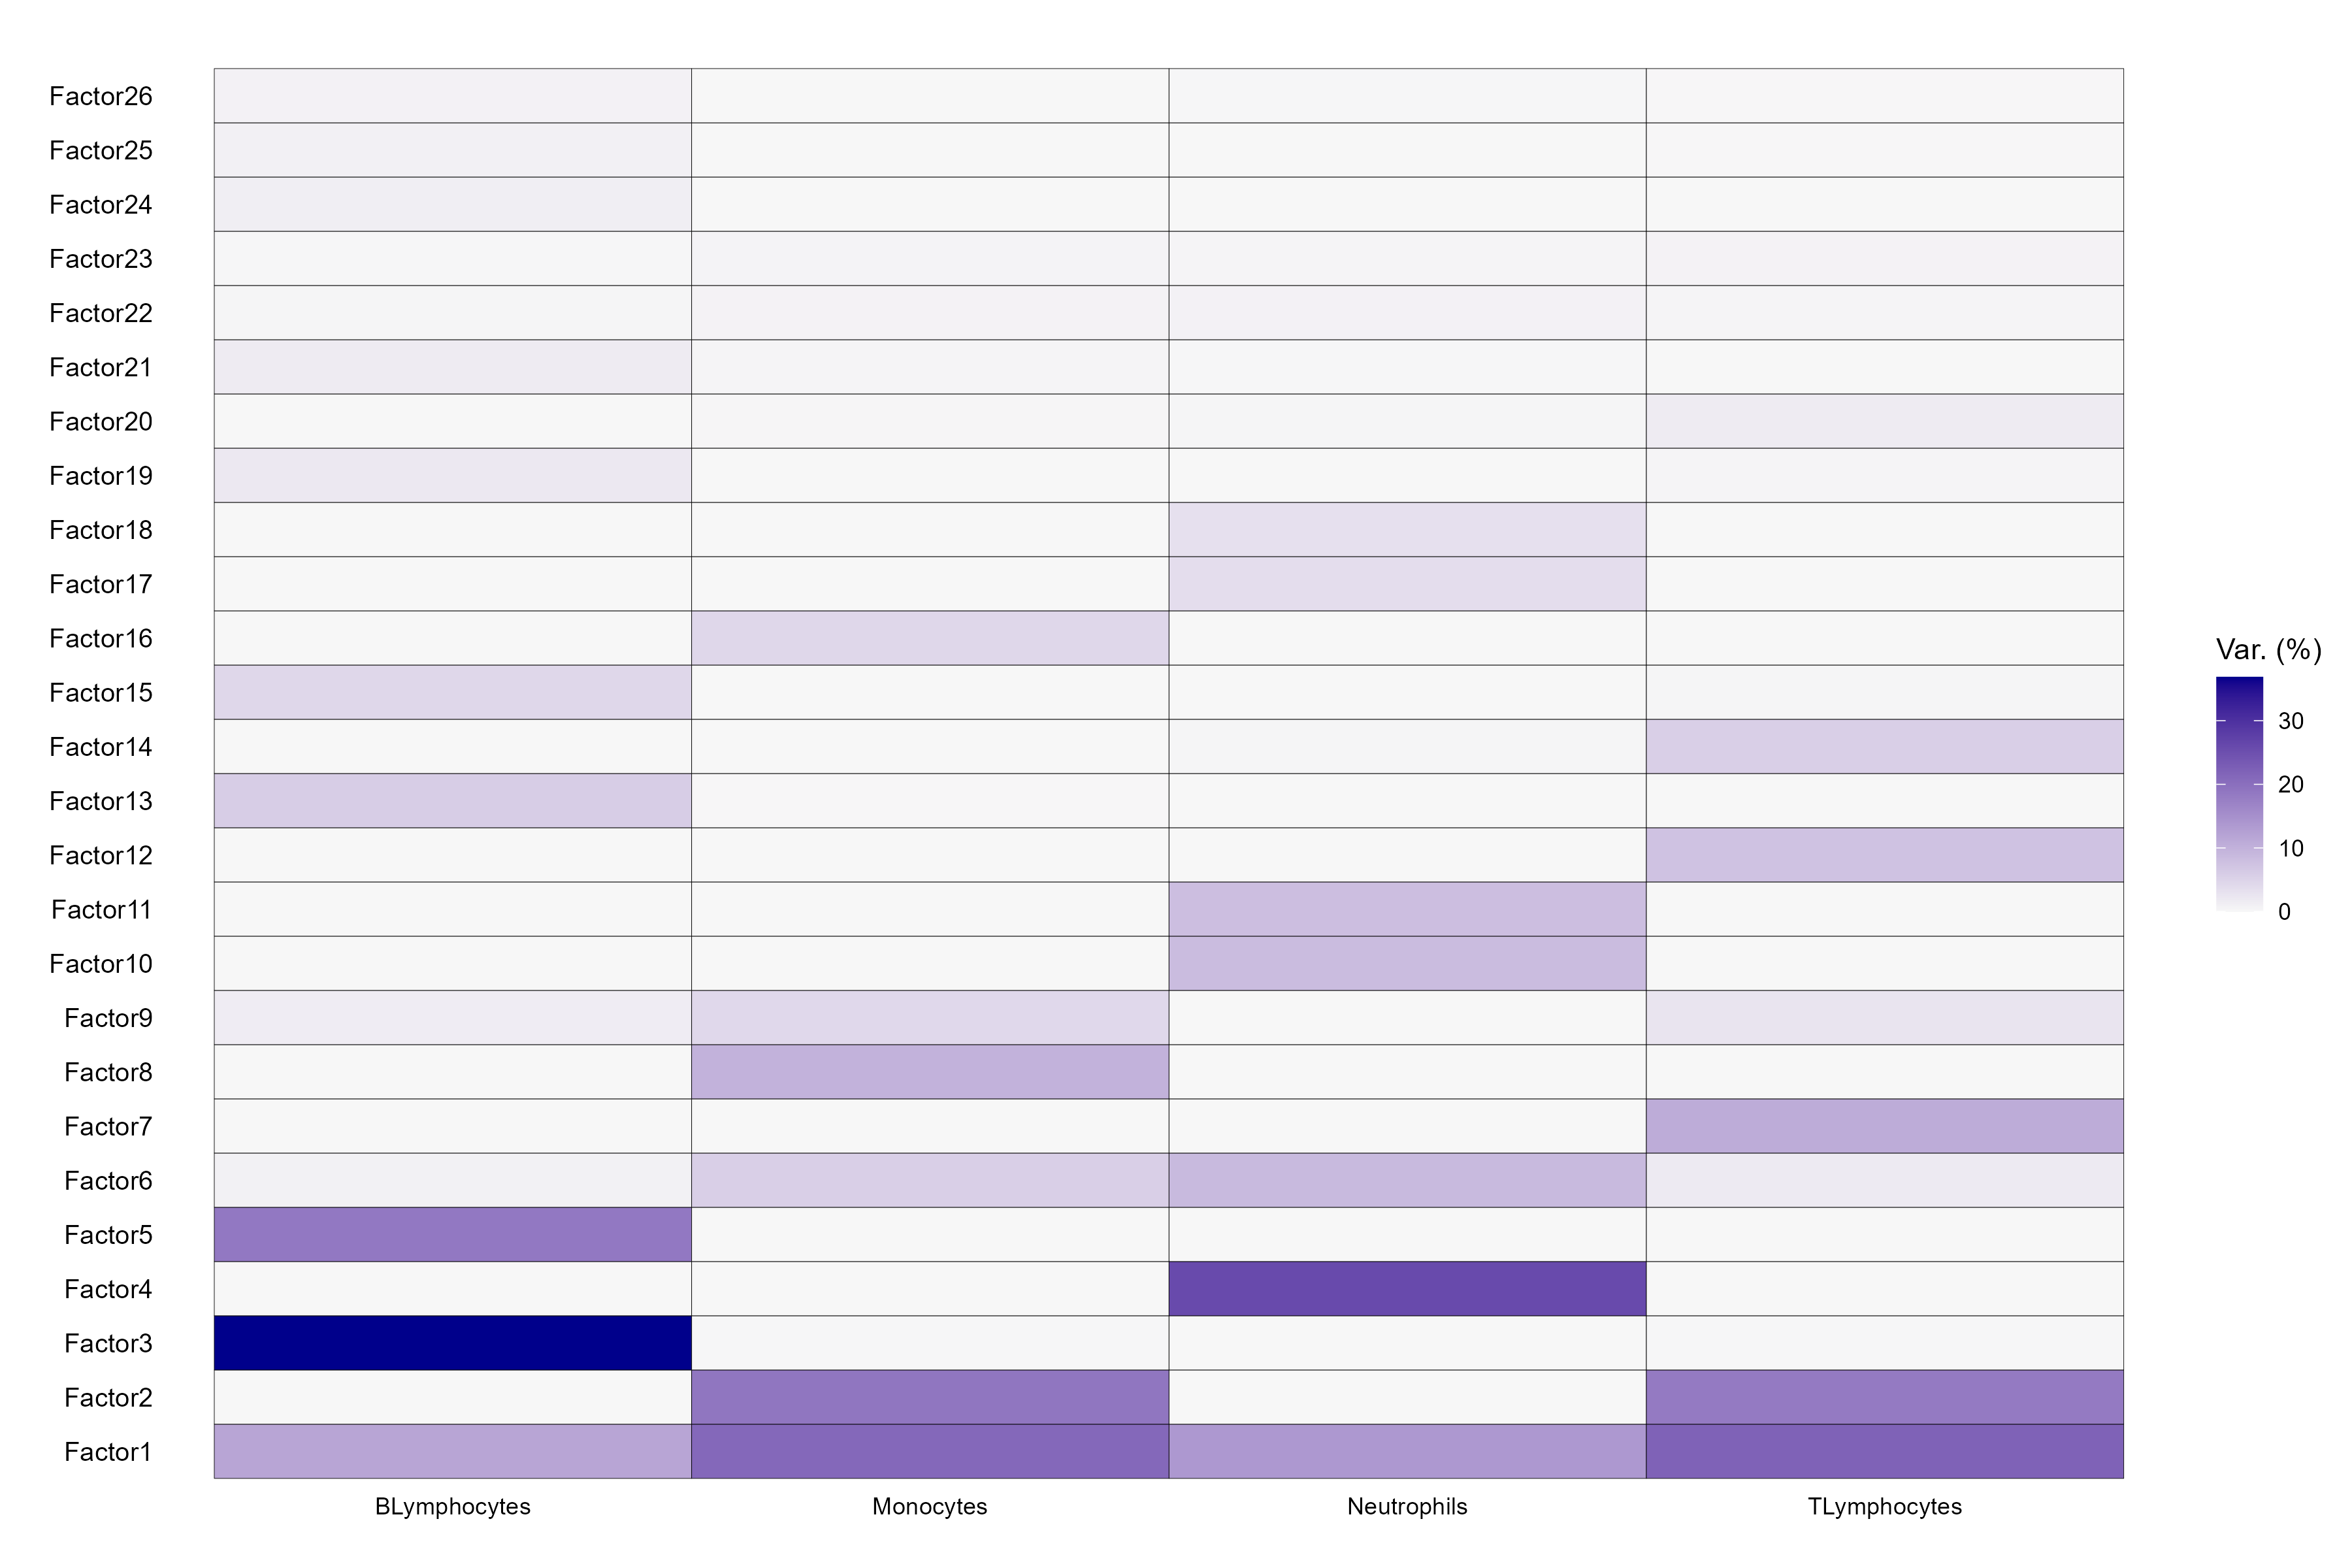 Factor26
Factor25
Factor24
Factor23
Factor22
Factor21
Factor20
Factor19
Factor18
Factor17
Factor16
Factor15
Factor14
Factor13
Factor12
Factor11
Factor10
Factor9
Factor8
Factor7
Factor6
Factor5
Factor4
Factor3
Factor2
Factor1
BLymphocytes Monocytes Neutrophils TLymphocytes
Var. (%)
30
20
10
0